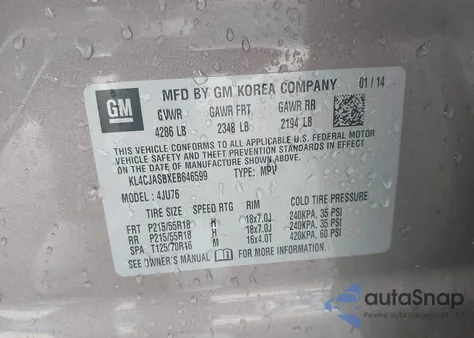 GM
MFD BY GM KOREA COMPANY 01/14
GVWR GAWR FRT GAWR RR
4286 LB 2348 LB 2194 LB
THIS VEHICLE CONFORMS TO ALL APPLICABLE U.S. FEDERAL MOTOR
VEHICLE SAFETY, BUMPER, AND THEFT PREVENTION STANDARDS IN EFFECT ON THE
DATE OF MANUFACTURE SHOWN ABOVE.
KL4CJASBXEB646599 TYPE: MPV
MODEL: 4JU76
TIRE SIZE SPEED RTG RIM COLD TIRE PRESSURE
FRT P215/55R18 H 18x7.0J 240KPA, 35 PSI
RR P215/55R18 H 18x7.0J 240KPA, 35 PSI
SPA T125/70R16 M 16x4.0T 420KPA, 60 PSI
SEE OWNER'S MANUAL FOR MORE INFORMATION.
autoSnap